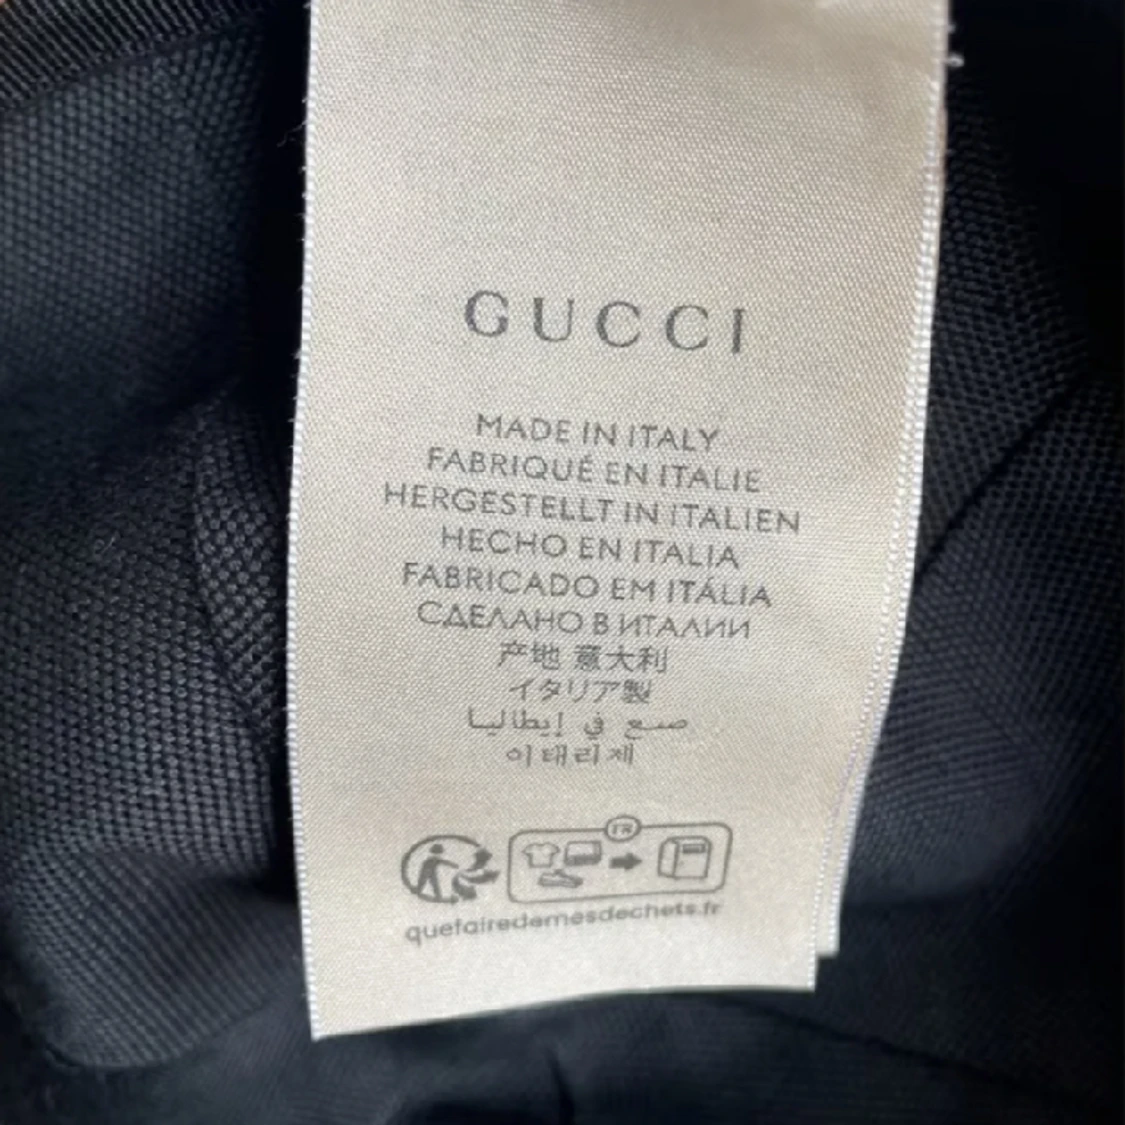 GUCCI
MADE IN ITALY
FABRIQUÉ EN ITALIE
HERGESTELLT IN ITALIEN
HECHO EN ITALIA
FABRICADO EM ITÁLIA
СДЕЛАНО В ИТАЛИИ
产地 意大利
イタリア製
صنع في إيطاليا
이태리제
FR
quefairedemesdechets.fr